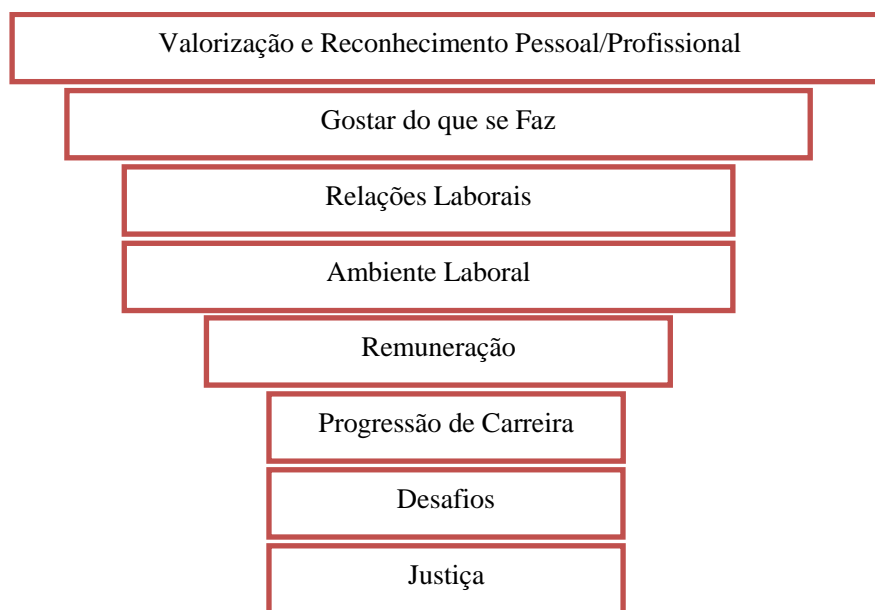 Valorização e Reconhecimento Pessoal/Profissional
Gostar do que se Faz
Relações Laborais
Ambiente Laboral
Remuneração
Progressão de Carreira
Desafios
Justiça